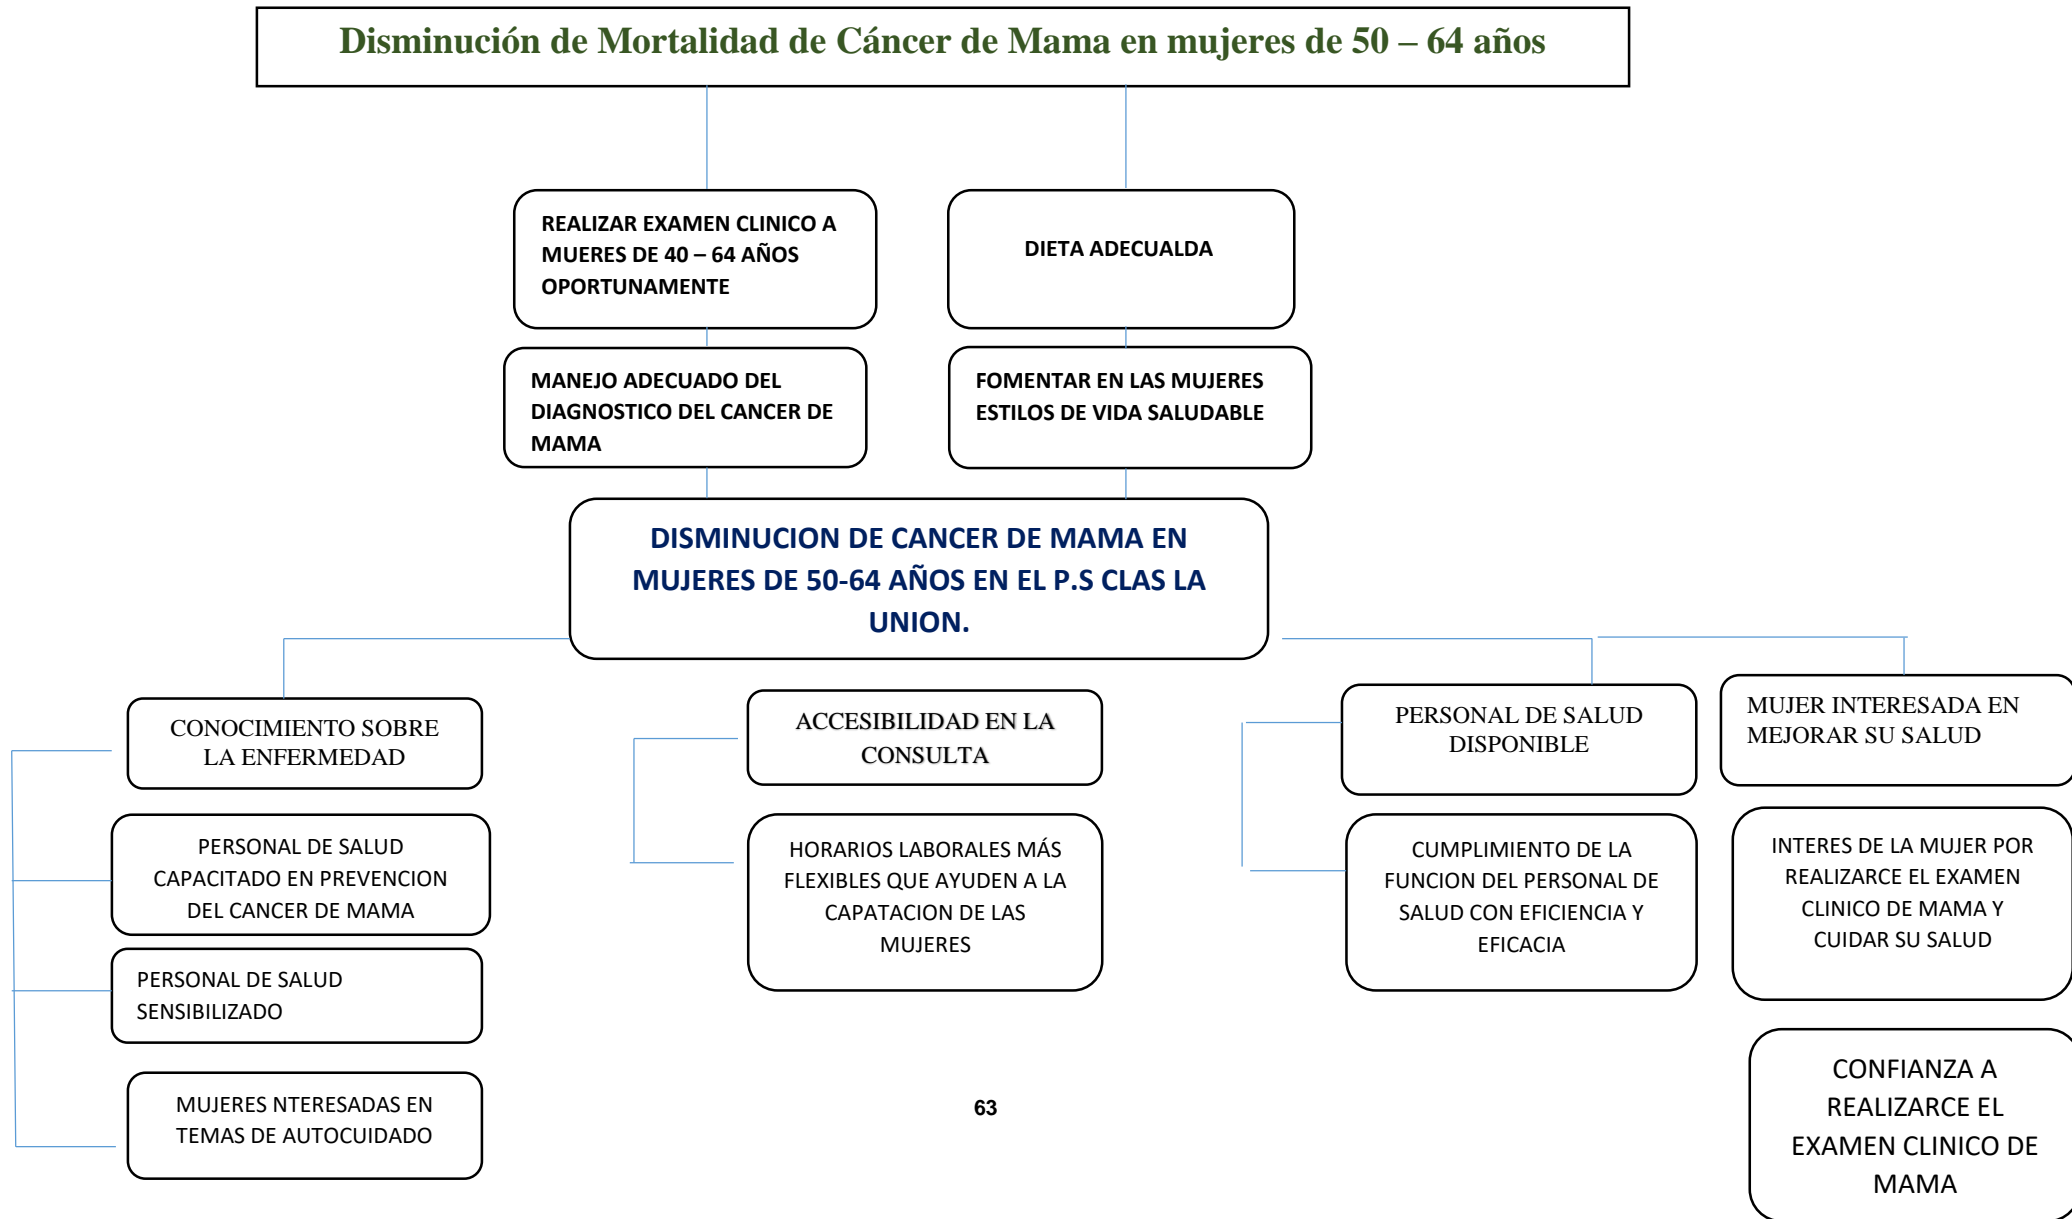 Disminución de Mortalidad de Cáncer de Mama en mujeres de 50 – 64 años
REALIZAR EXAMEN CLINICO A
MUERES DE 40 – 64 AÑOS
OPORTUNAMENTE
DIETA ADECUALDA
MANEJO ADECUADO DEL
DIAGNOSTICO DEL CANCER DE
MAMA
FOMENTAR EN LAS MUJERES
ESTILOS DE VIDA SALUDABLE
DISMINUCION DE CANCER DE MAMA EN
MUJERES DE 50-64 AÑOS EN EL P.S CLAS LA
UNION.
CONOCIMIENTO SOBRE
LA ENFERMEDAD
ACCESIBILIDAD EN LA
CONSULTA
PERSONAL DE SALUD
DISPONIBLE
MUJER INTERESADA EN
MEJORAR SU SALUD
PERSONAL DE SALUD
CAPACITADO EN PREVENCION
DEL CANCER DE MAMA
HORARIOS LABORALES MÁS
FLEXIBLES QUE AYUDEN A LA
CAPATACION DE LAS
MUJERES
CUMPLIMIENTO DE LA
FUNCION DEL PERSONAL DE
SALUD CON EFICIENCIA Y
EFICACIA
INTERES DE LA MUJER POR
REALIZARCE EL EXAMEN
CLINICO DE MAMA Y
CUIDAR SU SALUD
PERSONAL DE SALUD
SENSIBILIZADO
MUJERES NTERESADAS EN
TEMAS DE AUTOCUIDADO
CONFIANZA A
REALIZARCE EL
EXAMEN CLINICO DE
MAMA
63